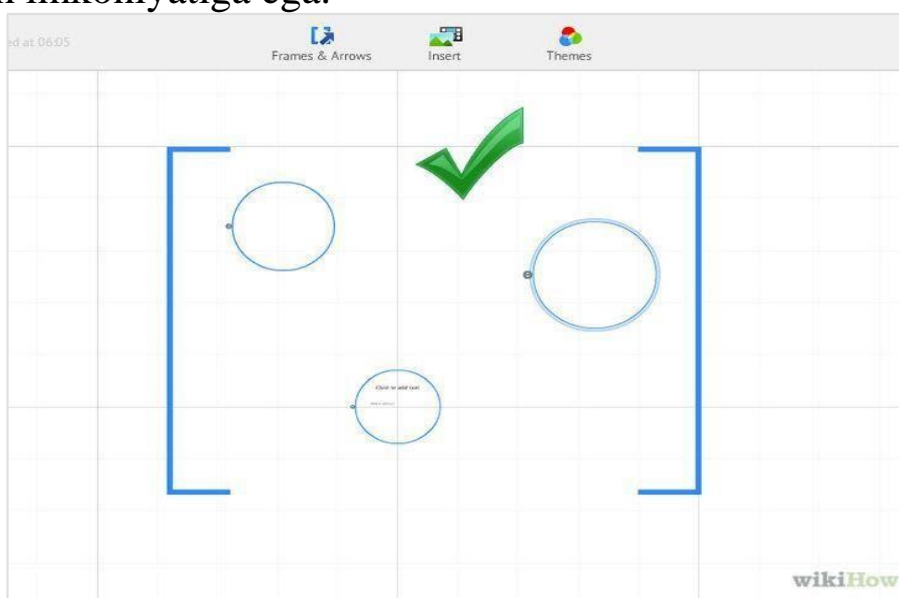 imkoniyatiga ega.
ed at 06:05
Frames & Arrows
Insert
Themes
Click to add text
wikiHow